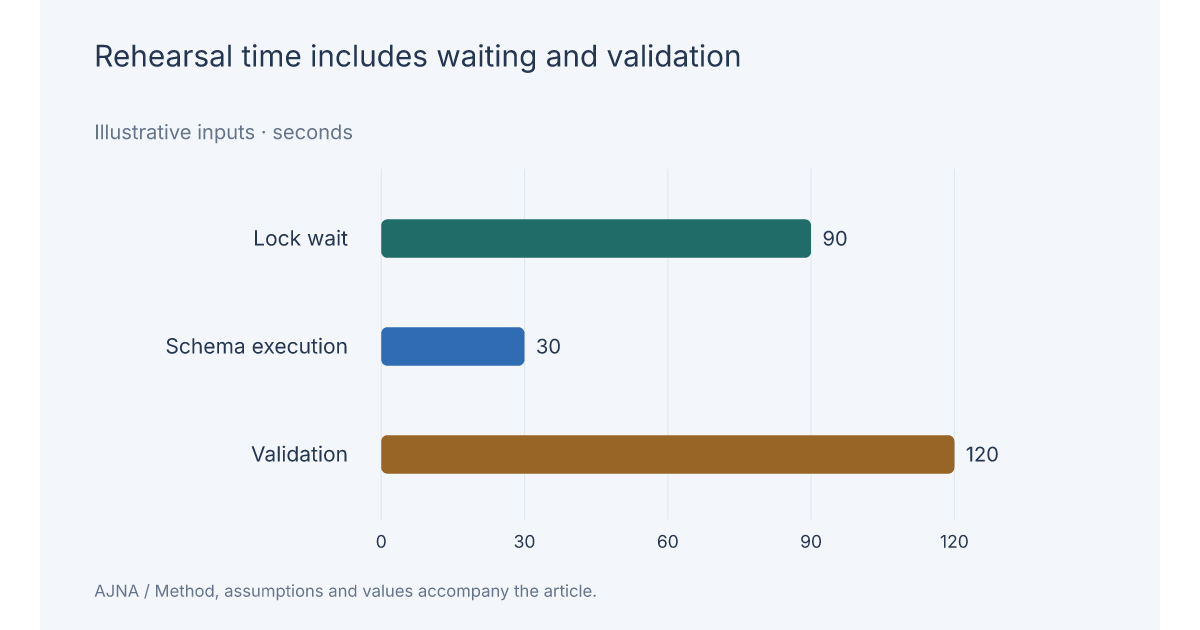 Rehearsal time includes waiting and validation
Illustrative inputs · seconds
Lock wait 90
Schema execution 30
Validation 120
0 30 60 90 120
AJNA / Method, assumptions and values accompany the article.